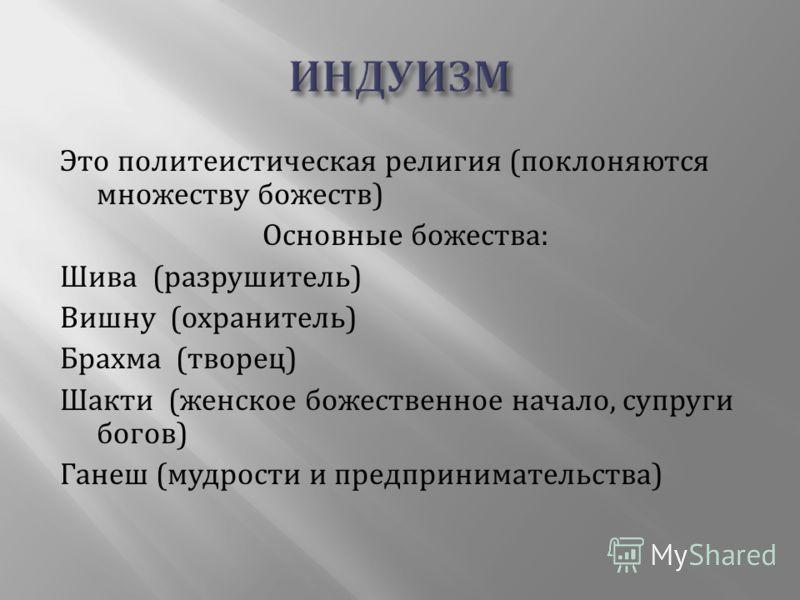 ИНДУИЗМ
Это политеистическая религия (поклоняются
множеству божеств)
Основные божества:
Шива (разрушитель)
Вишну (охранитель)
Брахма (творец)
Шакти (женское божественное начало, супруги
богов)
Ганеш (мудрости и предпринимательства)
MyShared